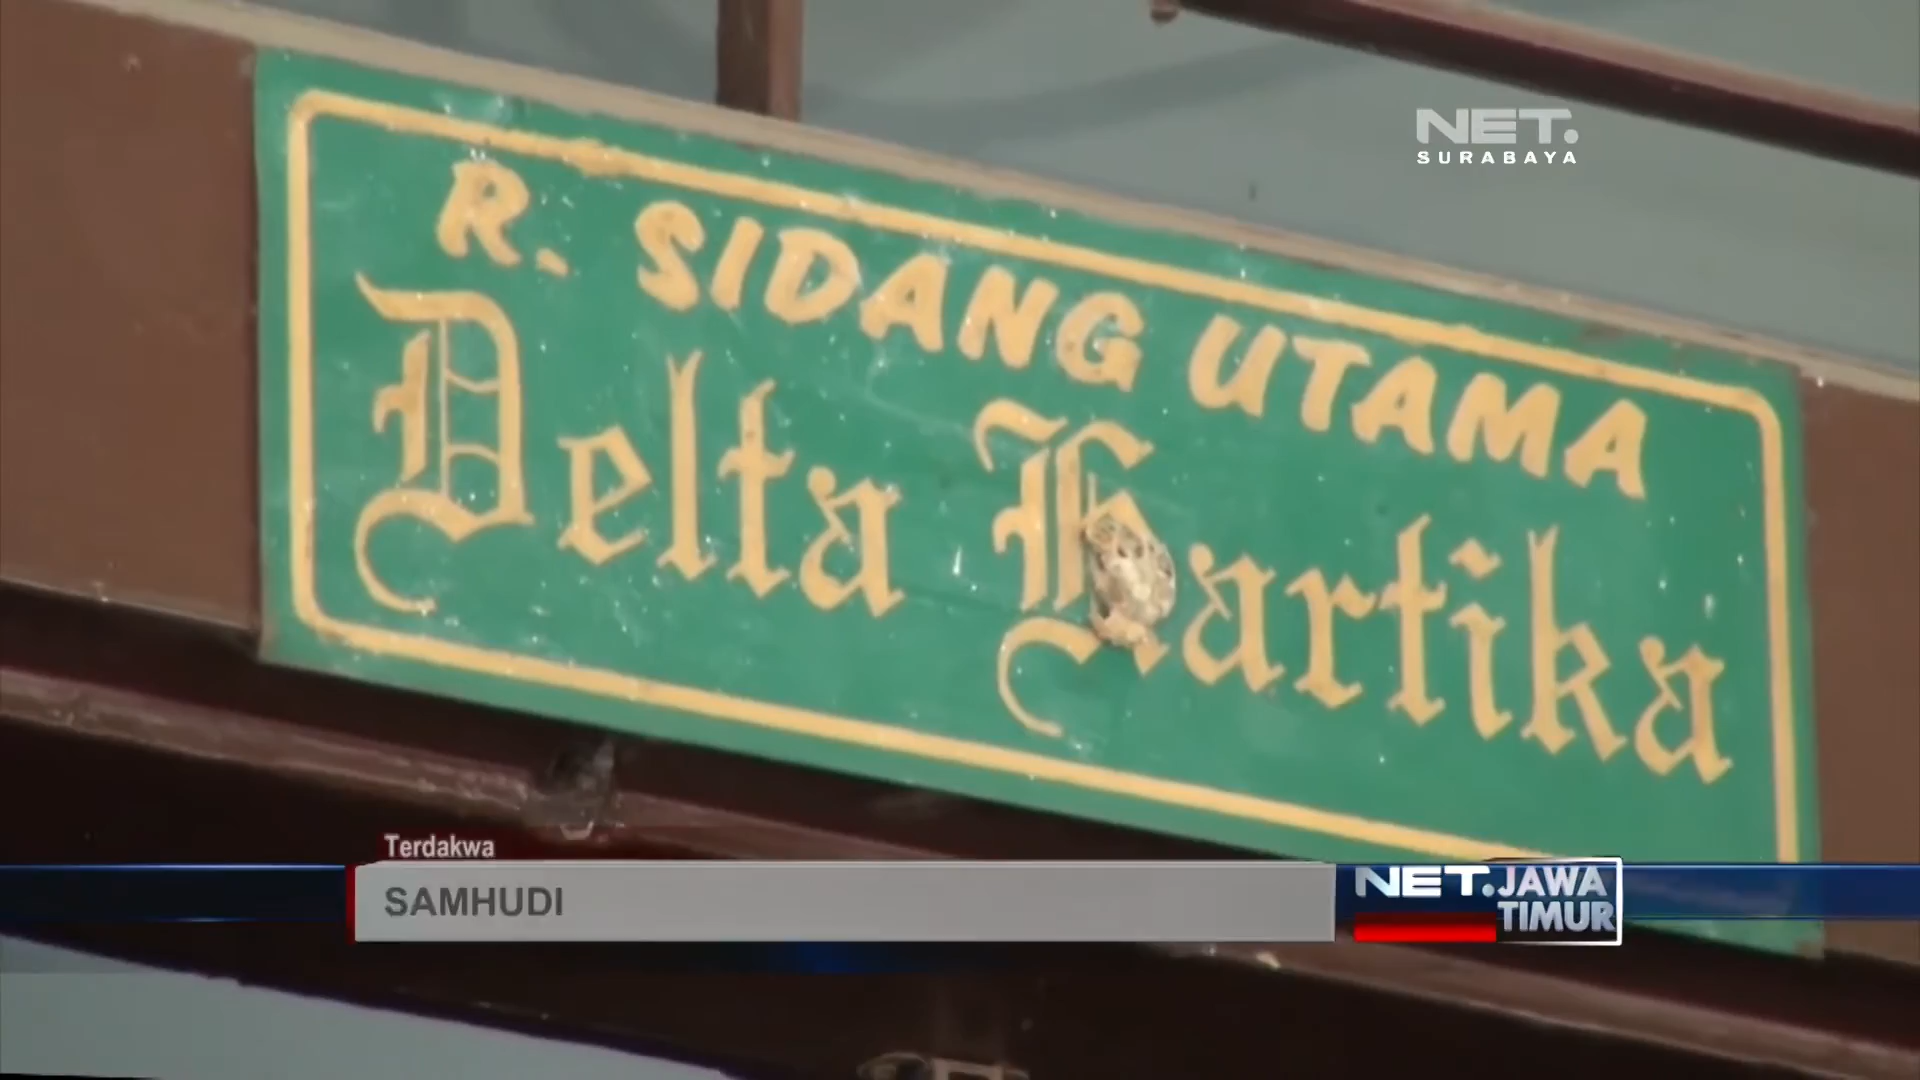 NET.
SURABAYA
R. SIDANG UTAMA
Delta Kartika
Terdakwa
SAMHUDI
NET. JAWA
TIMUR